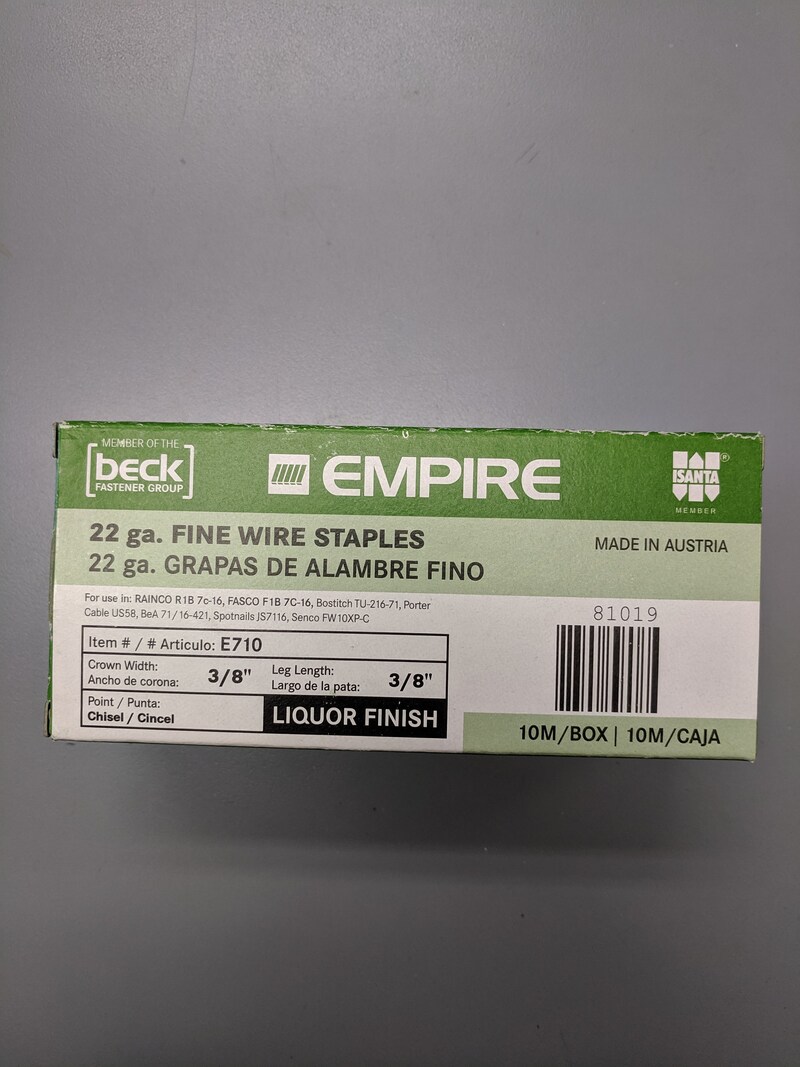 MEMBER OF THE
beck
FASTENER GROUP
EMPIRE
ISANTA®
MEMBER
22 ga. FINE WIRE STAPLES
22 ga. GRAPAS DE ALAMBRE FINO
MADE IN AUSTRIA
For use in: RAINCO R1B 7c-16, FASCO F1B 7C-16, Bostitch TU-216-71, Porter
Cable US58, BeA 71/16-421, Spotnails JS7116, Senco FW10XP-C
81019
Item # / # Articulo: E710
Crown Width:
Ancho de corona:
3/8"
Leg Length:
Largo de la pata:
3/8"
Point / Punta:
Chisel / Cincel
LIQUOR FINISH
10M/BOX | 10M/CAJA